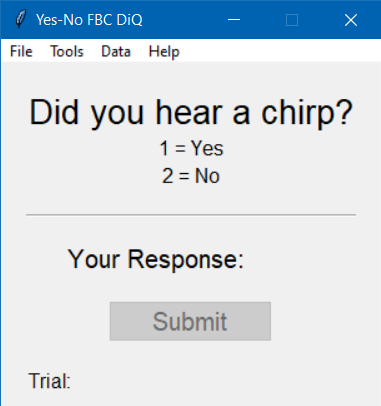 Yes-No FBC DiQ
File Tools Data Help
Did you hear a chirp?
1 = Yes
2 = No
Your Response:
Submit
Trial: